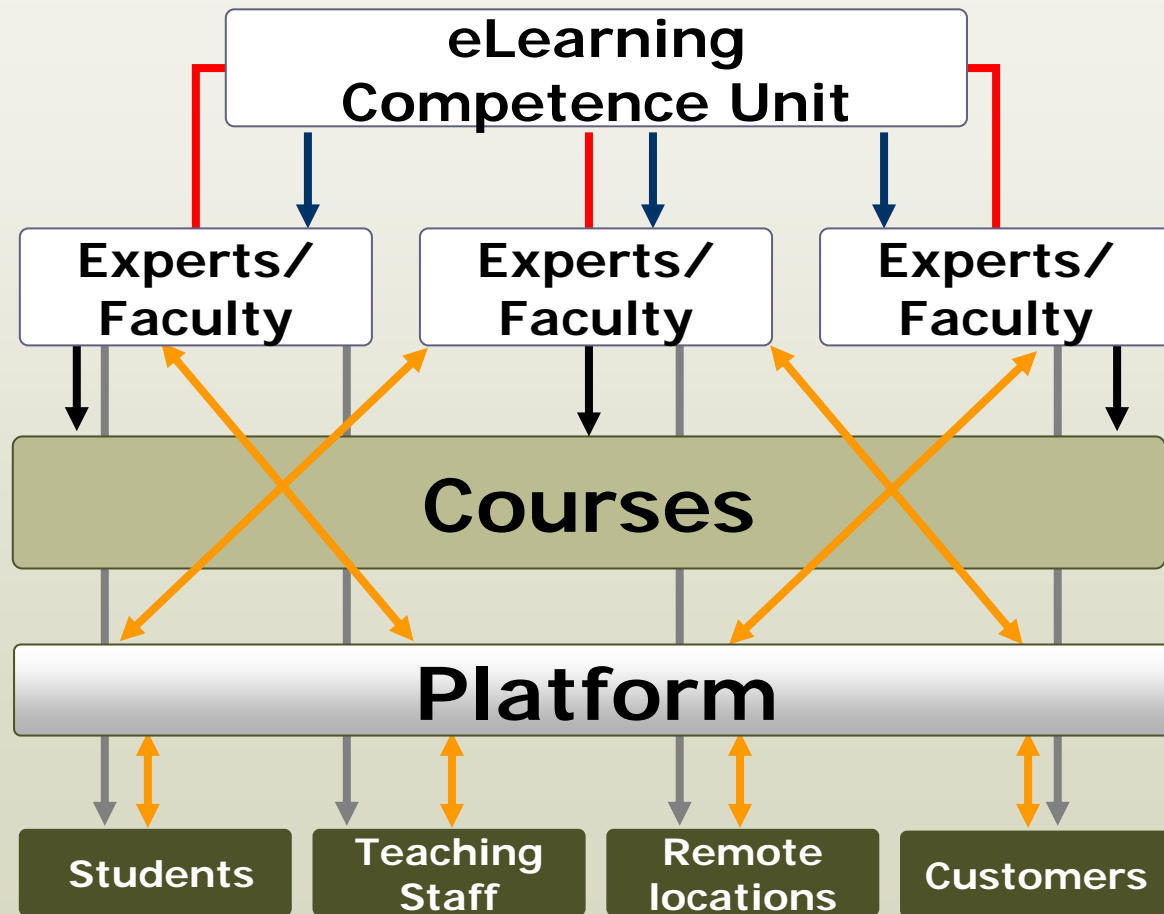 eLearning
Competence Unit
Experts/
Faculty
Experts/
Faculty
Experts/
Faculty
Courses
Platform
Students
Teaching
Staff
Remote
locations
Customers